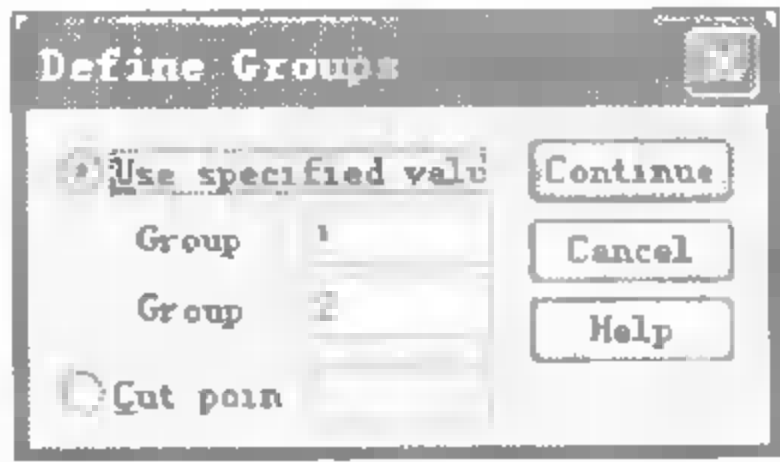 Define Groups
Use specified valu
Continue
Group 1
Cancel
Group 2
Help
Cut poin